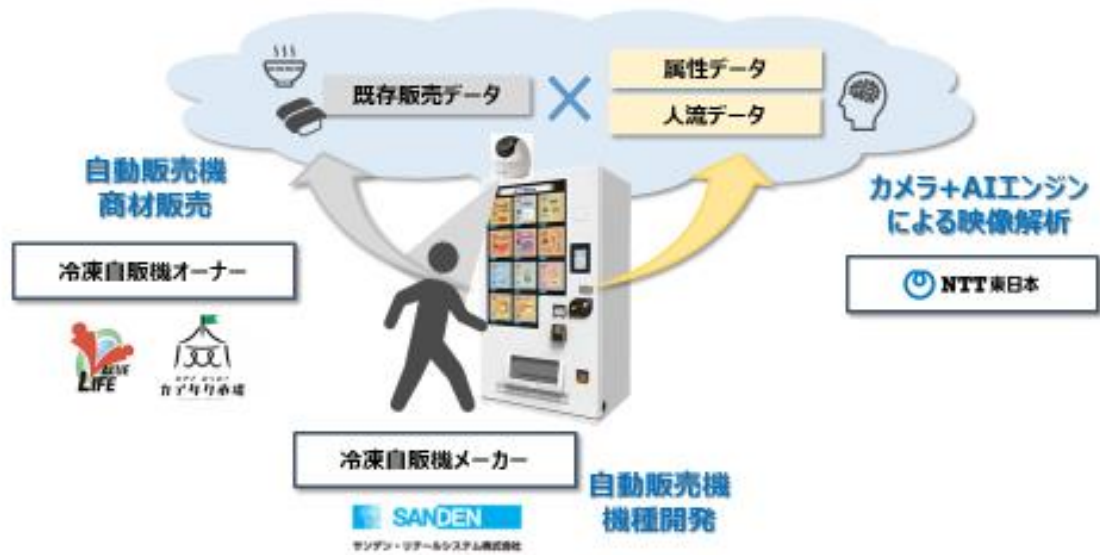 既存販売データ
属性データ
人流データ
自動販売機
商材販売
冷凍自販機オーナー
LIFE
カメラ+AIエンジン
による映像解析
NTT東日本
冷凍自販機メーカー
SANDEN
サンデン・リテールシステム株式会社
自動販売機
機種開発